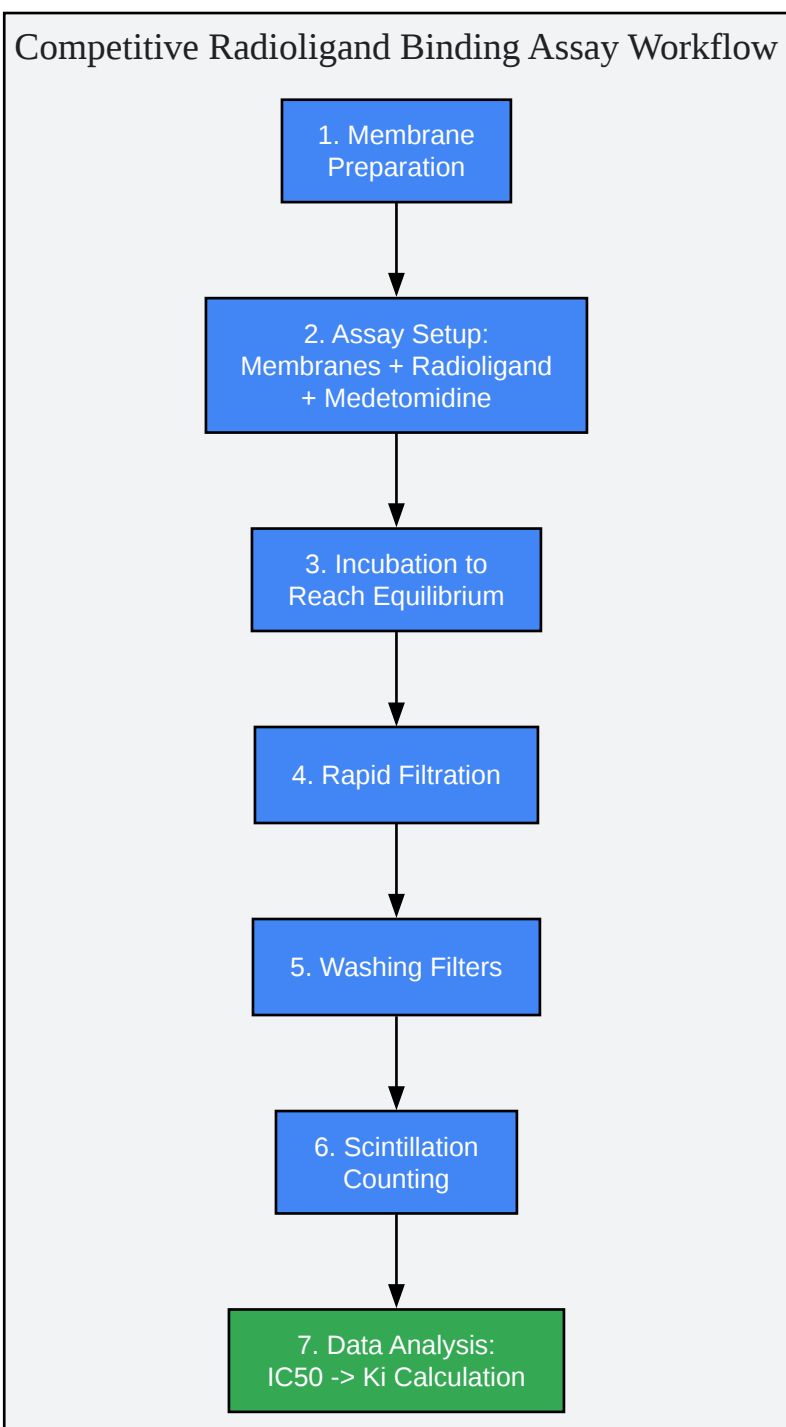 Competitive Radioligand Binding Assay Workflow
1. Membrane
Preparation
2. Assay Setup:
Membranes + Radioligand
+ Medetomidine
3. Incubation to
Reach Equilibrium
4. Rapid Filtration
5. Washing Filters
6. Scintillation
Counting
7. Data Analysis:
IC50 -> Ki Calculation